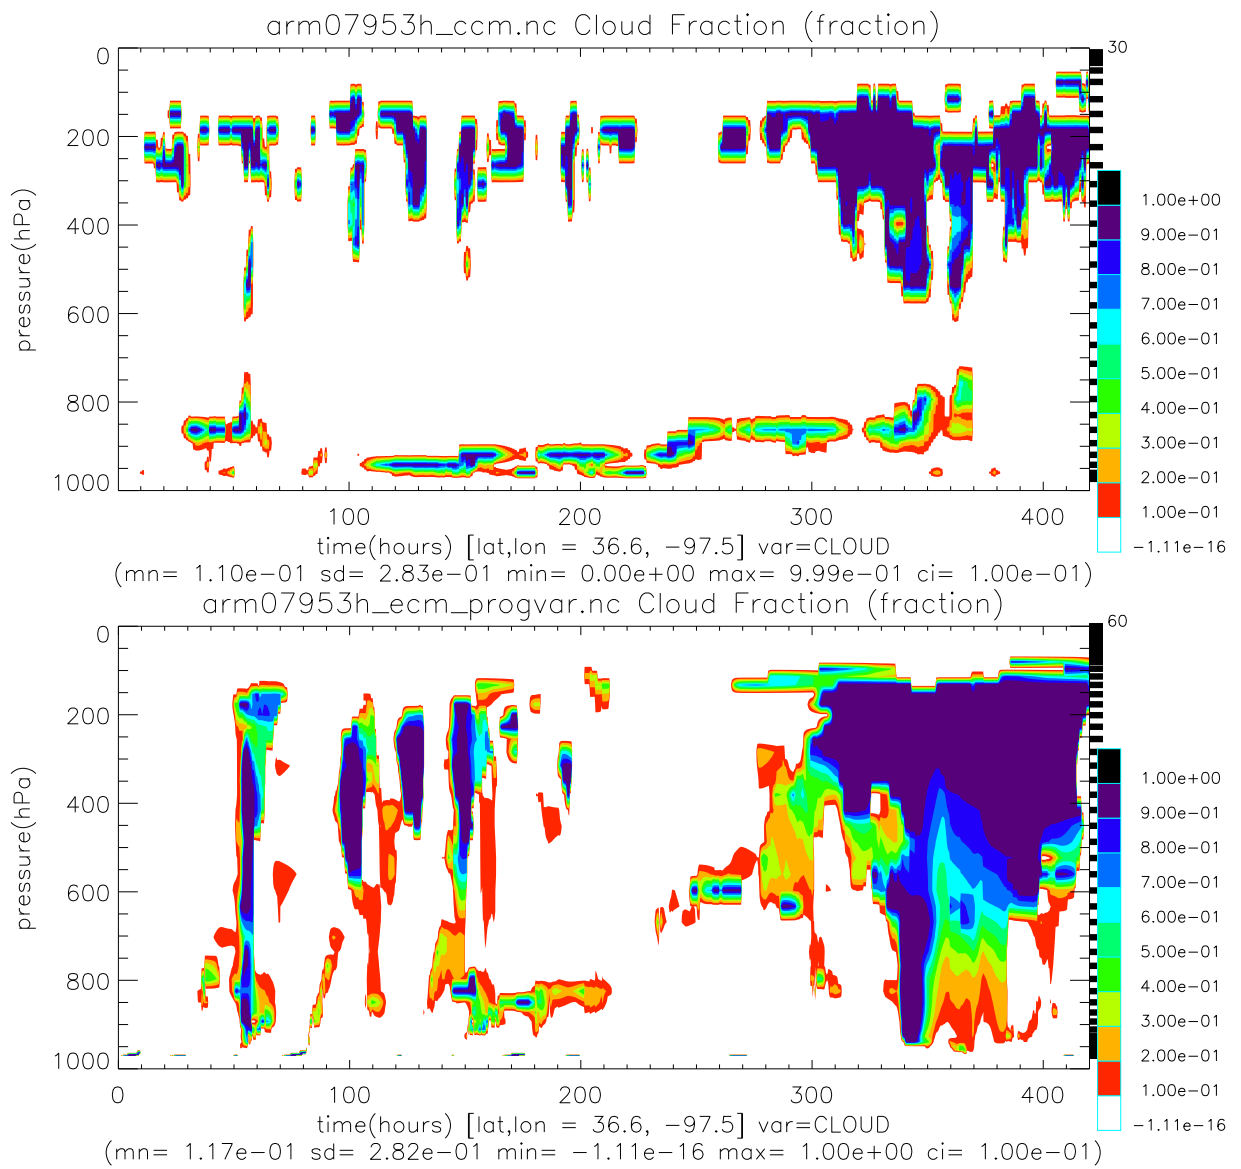 arm07953h_ccm.nc Cloud Fraction (fraction)
30
0
200
400
600
800
1000
pressure(hPa)
1.00e+00
9.00e-01
8.00e-01
7.00e-01
6.00e-01
5.00e-01
4.00e-01
3.00e-01
2.00e-01
1.00e-01
-1.11e-16
100 200 300 400
time(hours) [lat,lon = 36.6, -97.5] var=CLOUD
(mn= 1.10e-01 sd= 2.83e-01 min= 0.00e+00 max= 9.99e-01 ci= 1.00e-01)
arm07953h_ecm_progvar.nc Cloud Fraction (fraction)
60
0
200
400
600
800
1000
pressure(hPa)
1.00e+00
9.00e-01
8.00e-01
7.00e-01
6.00e-01
5.00e-01
4.00e-01
3.00e-01
2.00e-01
1.00e-01
-1.11e-16
0 100 200 300 400
time(hours) [lat,lon = 36.6, -97.5] var=CLOUD
(mn= 1.17e-01 sd= 2.82e-01 min= -1.11e-16 max= 1.00e+00 ci= 1.00e-01)